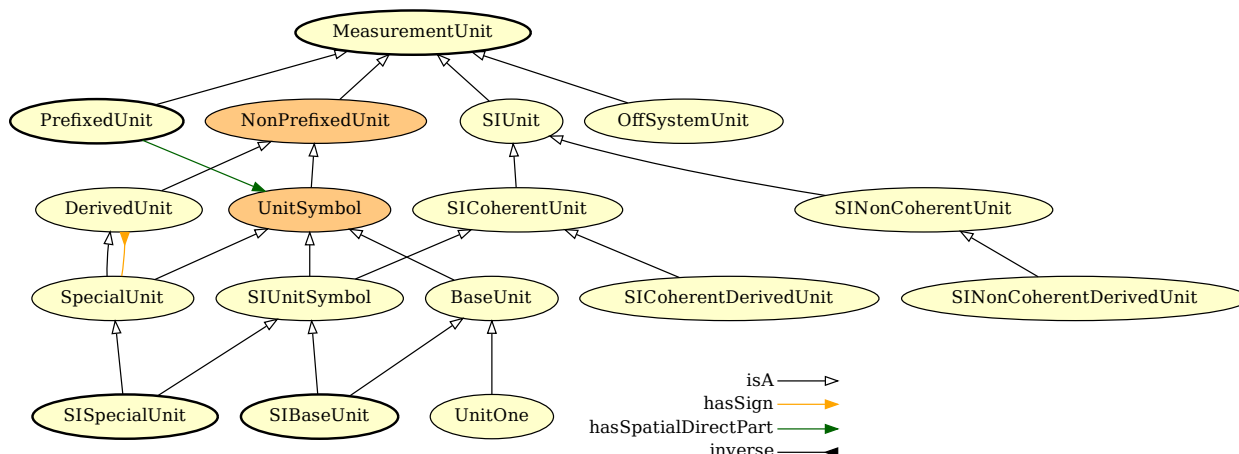 MeasurementUnit
PrefixedUnit
NonPrefixedUnit
SIUnit
OffSystemUnit
DerivedUnit
UnitSymbol
SICoherentUnit
SINonCoherentUnit
SpecialUnit
SIUnitSymbol
BaseUnit
SICoherentDerivedUnit
SINonCoherentDerivedUnit
isA
hasSign
SISpecialUnit
SIBaseUnit
UnitOne
hasSpatialDirectPart
inverse